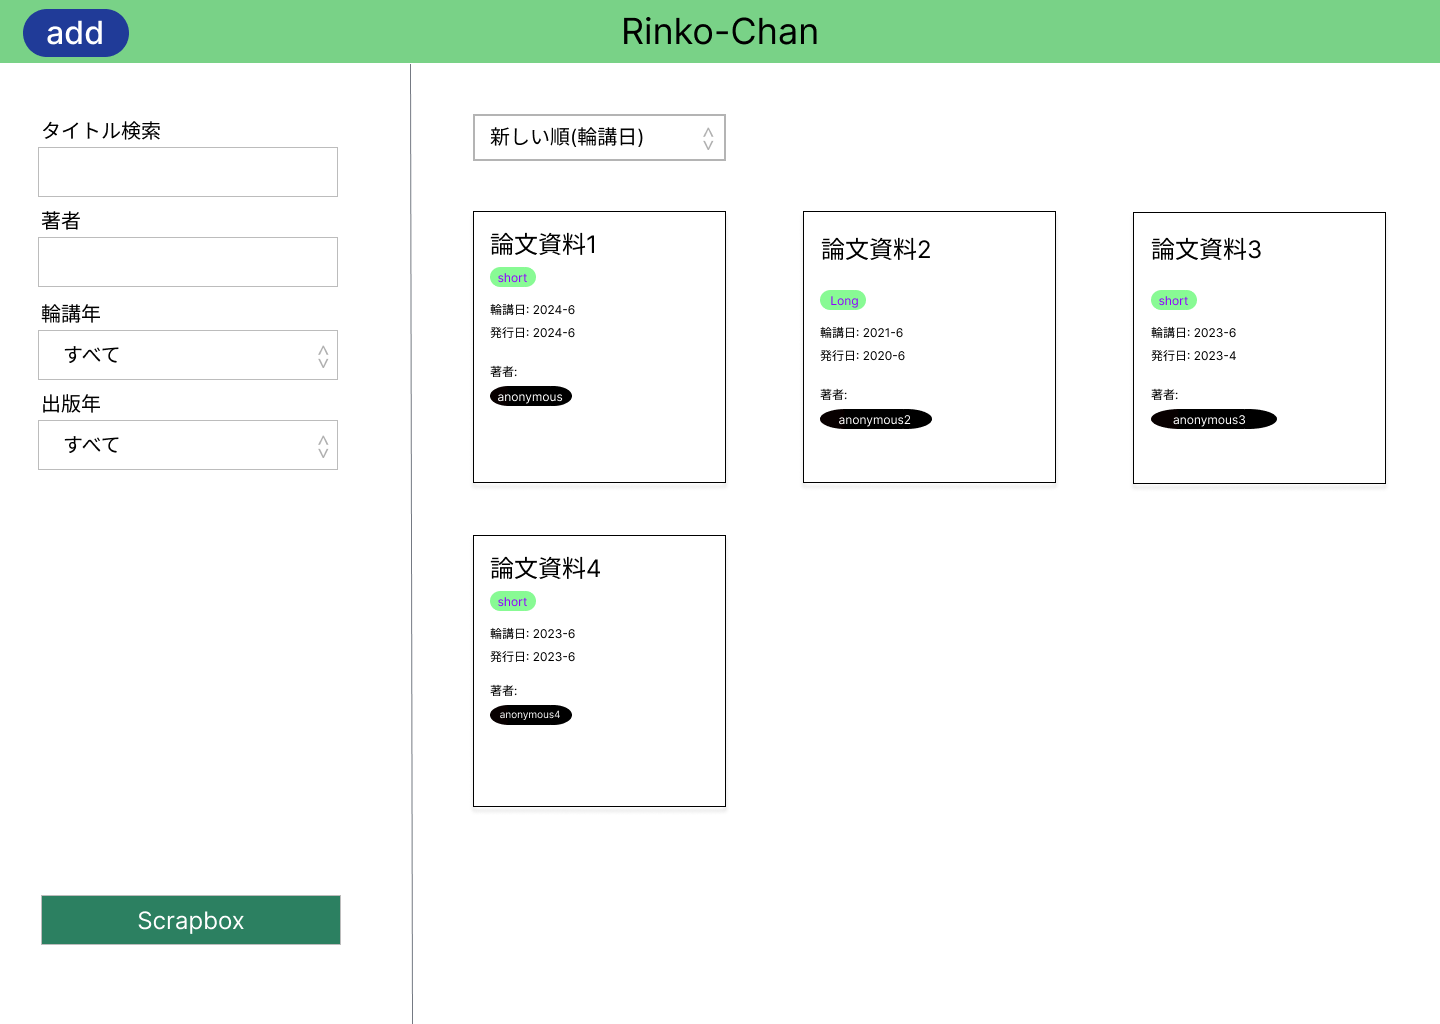 add
Rinko-Chan
タイトル検索
著者
輪講年
すべて
出版年
すべて
Scrapbox
新しい順(輪講日)
論文資料1
short
輪講日: 2024-6
発行日: 2024-6
著者:
anonymous
論文資料2
Long
輪講日: 2021-6
発行日: 2020-6
著者:
anonymous2
論文資料3
short
輪講日: 2023-6
発行日: 2023-4
著者:
anonymous3
論文資料4
short
輪講日: 2023-6
発行日: 2023-6
著者:
anonymous4